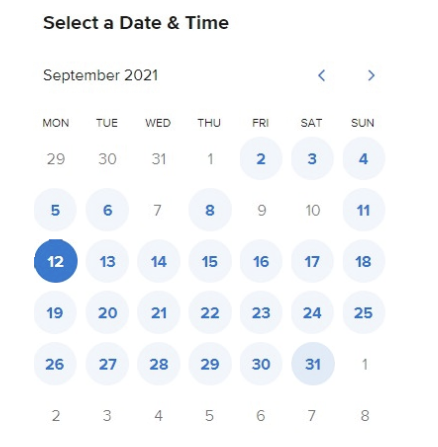 Select a Date & Time
September 2021
MON TUE WED THU FRI SAT SUN
29 30 31 1 2 3 4
5 6 7 8 9 10 11
12 13 14 15 16 17 18
19 20 21 22 23 24 25
26 27 28 29 30 31 1
2 3 4 5 6 7 8